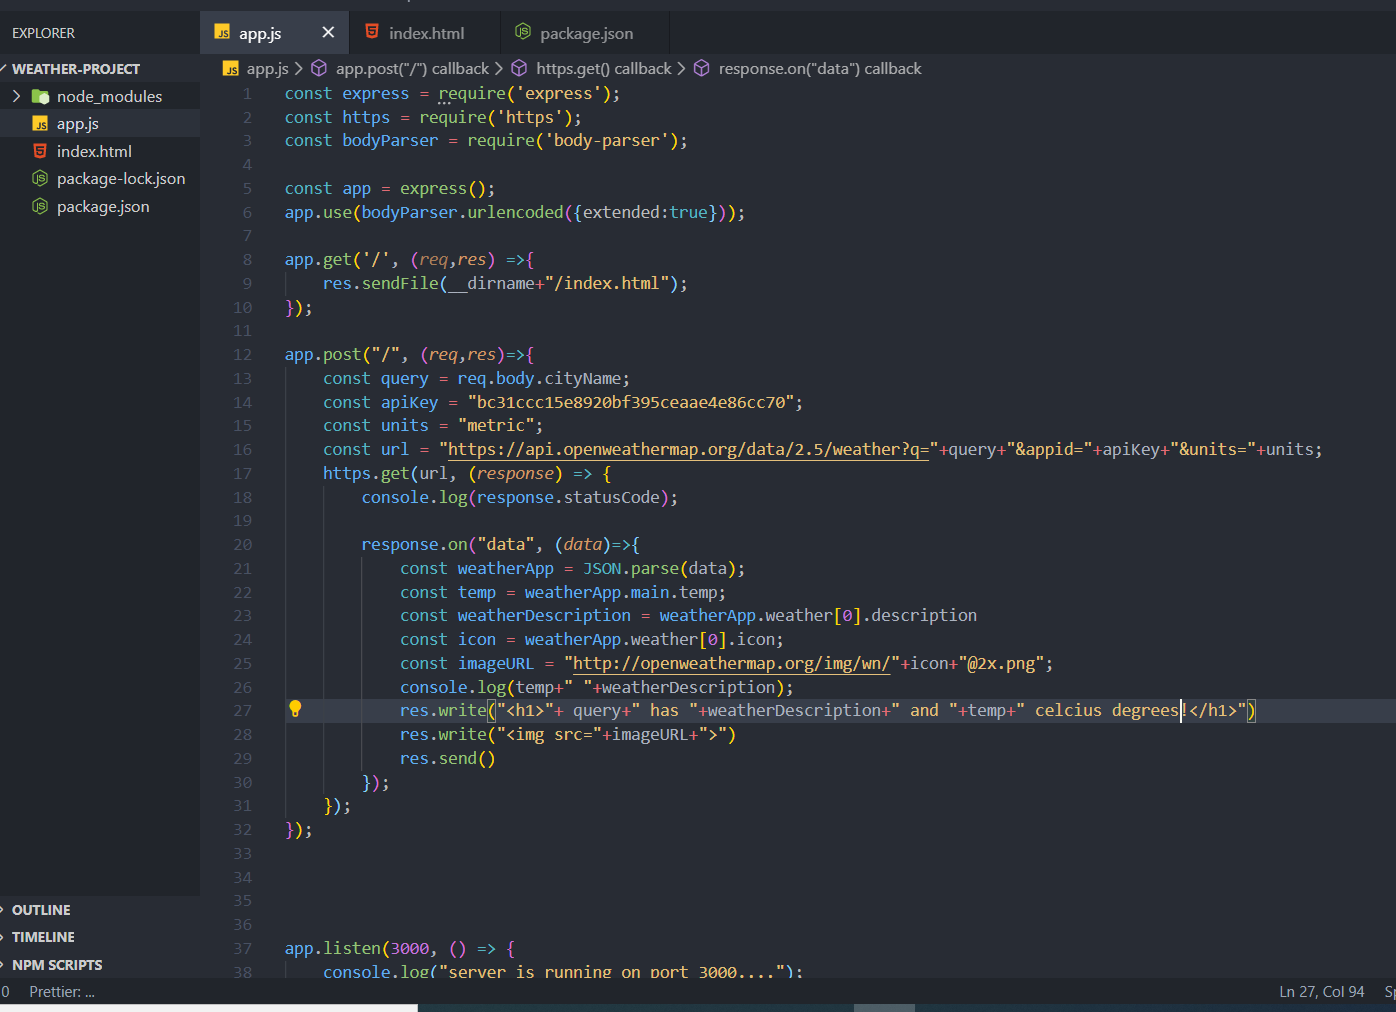 EXPLORER
app.js
index.html
package.json
WEATHER-PROJECT
node_modules
app.js
index.html
package-lock.json
package.json
OUTLINE
TIMELINE
NPM SCRIPTS
app.js > app.post("/") callback > https.get() callback > response.on("data") callback
1 const express = require('express');
2 const https = require('https');
3 const bodyParser = require('body-parser');
4
5 const app = express();
6 app.use(bodyParser.urlencoded({extended:true}));
7
8 app.get('/', (req,res) =>{
9 res.sendFile(__dirname+"/index.html");
10 });
11
12 app.post("/", (req,res)=>{
13 const query = req.body.cityName;
14 const apiKey = "bc31ccc15e8920bf395ceaae4e86cc70";
15 const units = "metric";
16 const url = "https://api.openweathermap.org/data/2.5/weather?q="+query+"&appid="+apiKey+"&units="+units;
17 https.get(url, (response) => {
18 console.log(response.statusCode);
19
20 response.on("data", (data)=>{
21 const weatherApp = JSON.parse(data);
22 const temp = weatherApp.main.temp;
23 const weatherDescription = weatherApp.weather[0].description
24 const icon = weatherApp.weather[0].icon;
25 const imageURL = "http://openweathermap.org/img/wn/"+icon+"@2x.png";
26 console.log(temp+" "+weatherDescription);
27 res.write("<h1>"+ query+" has "+weatherDescription+" and "+temp+" celcius degrees!</h1>")
28 res.write("<img src="+imageURL+">")
29 res.send()
30 });
31 });
32 });
33
34
35
36
37 app.listen(3000, () => {
38 console.log("server is running on port 3000....");
0 Prettier: ...
Ln 27, Col 94 Sp